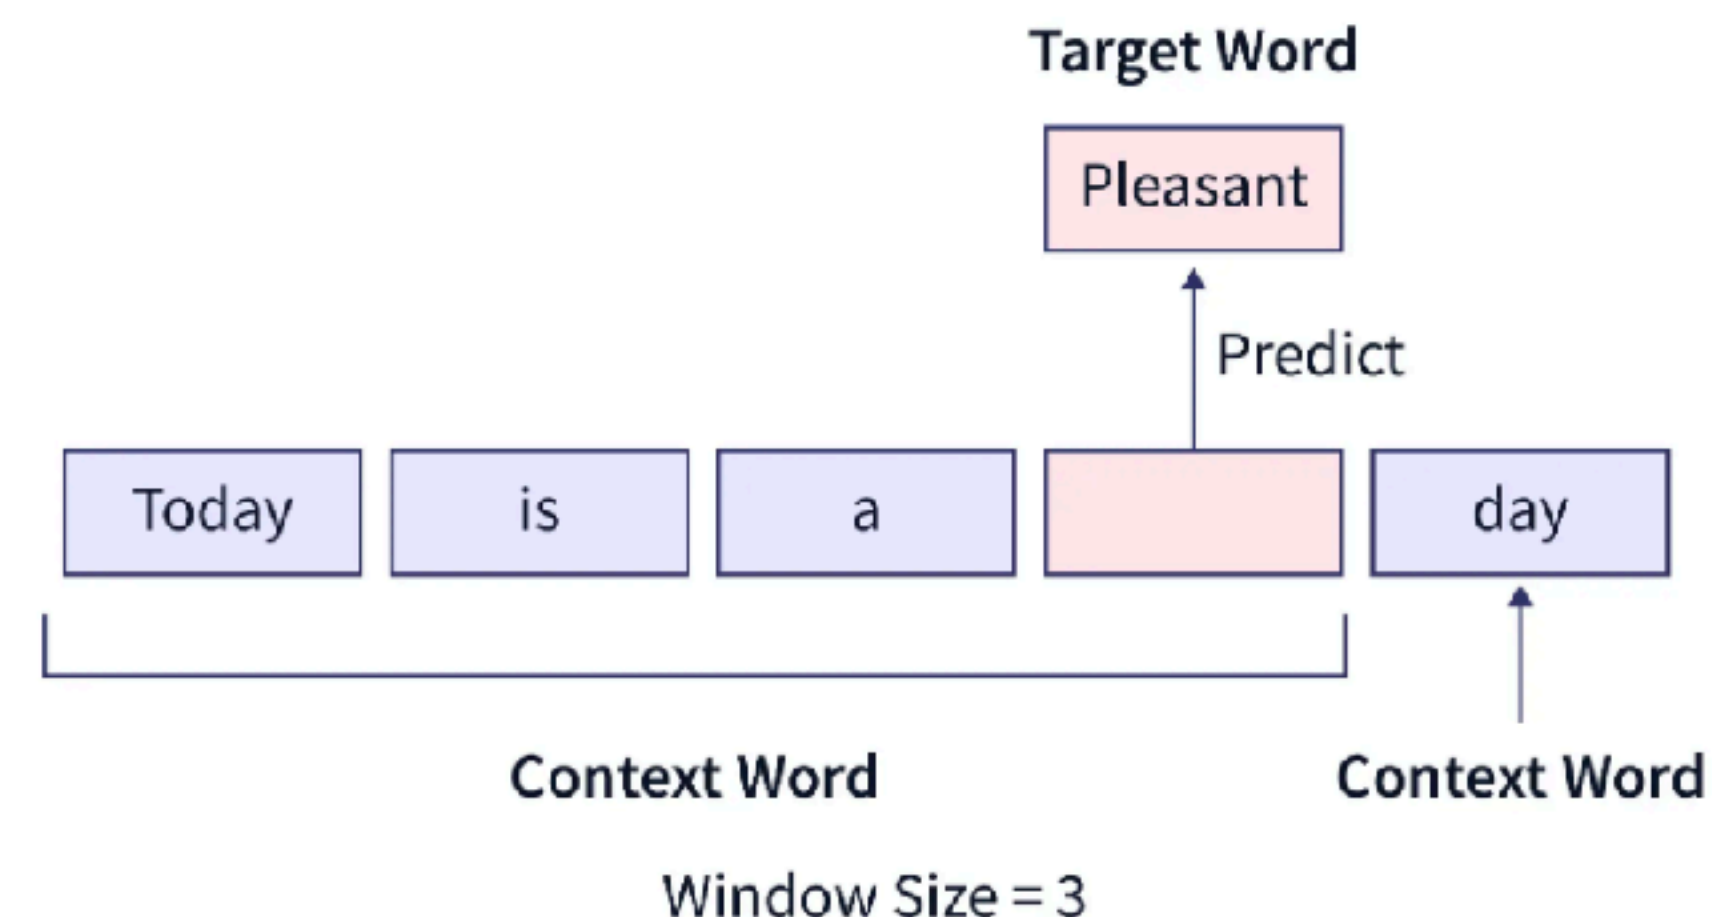 Target Word
Pleasant
Predict
Today is a day
Context Word Context Word
Window Size = 3